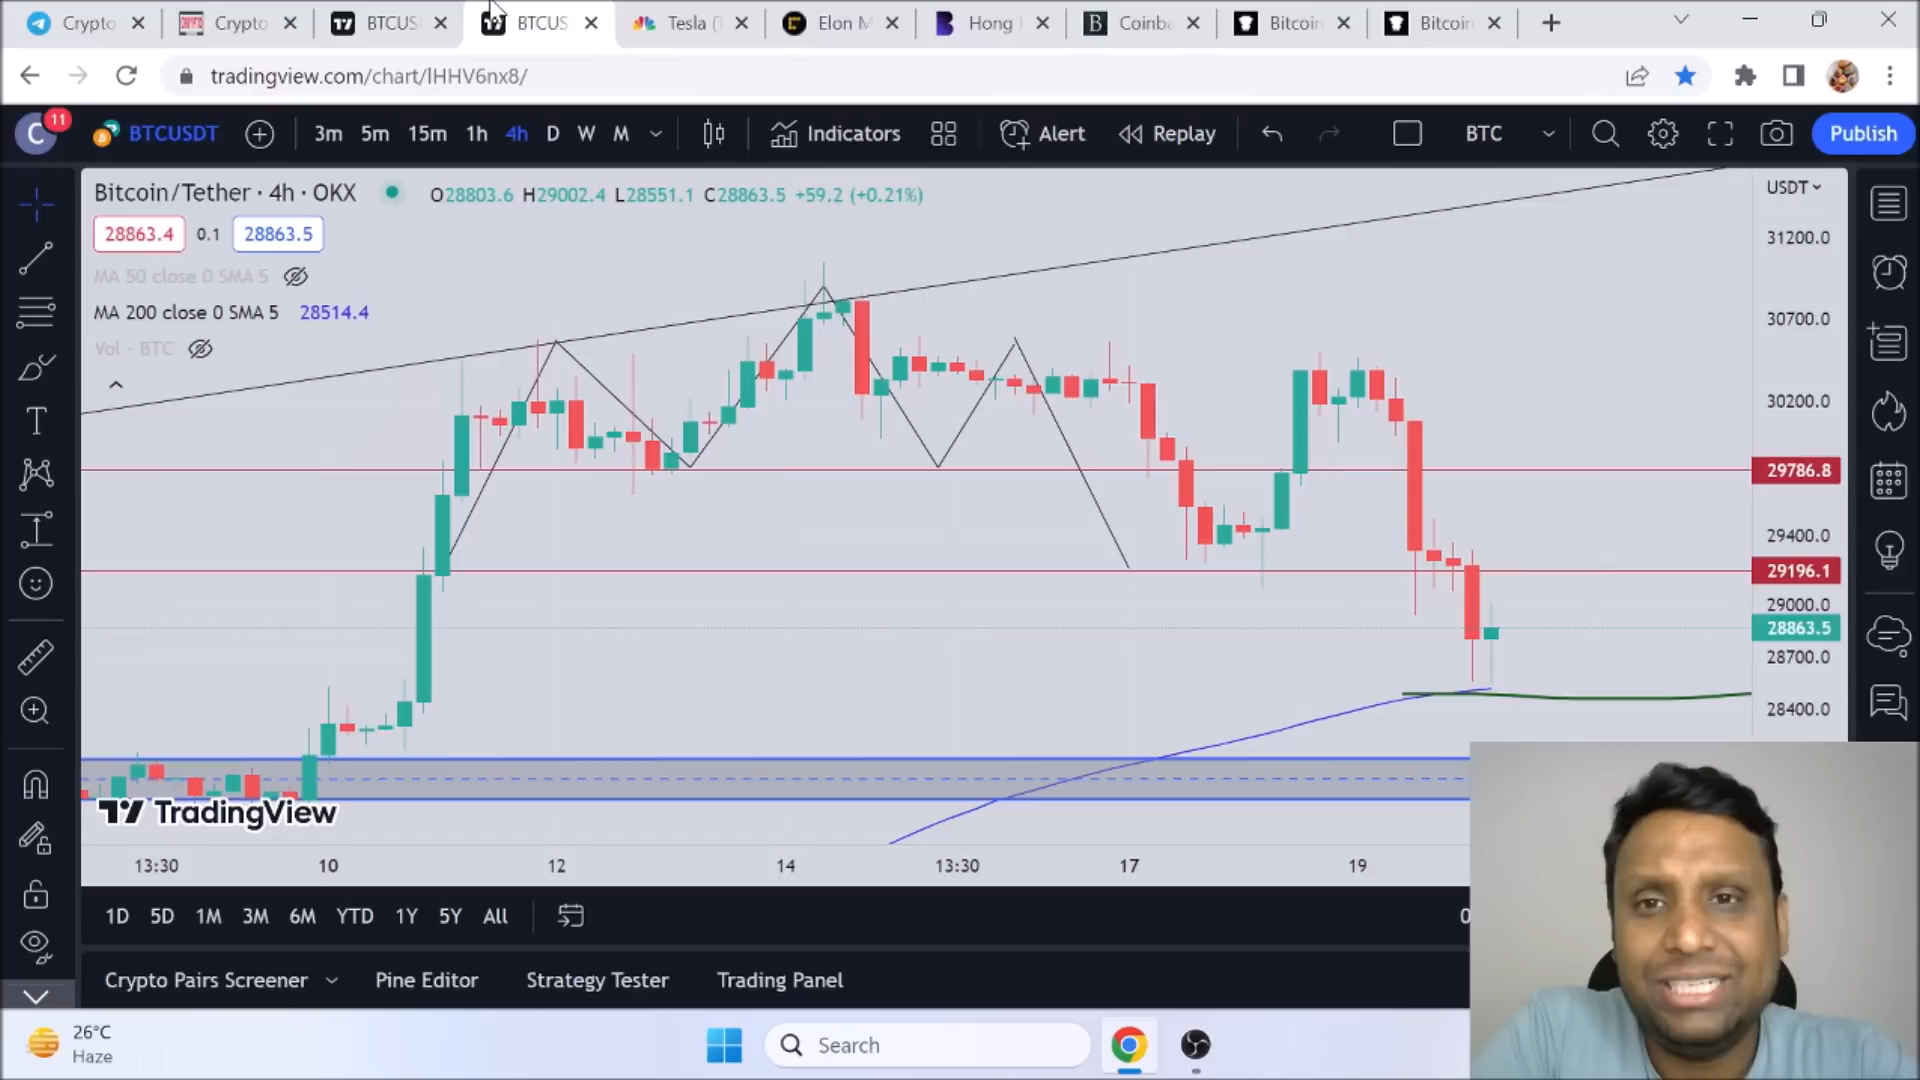 Crypto
Crypto
BTCUS
BTCUS
Tesla (
Elon M
Hong
Coinba
Bitcoin
Bitcoin
tradingview.com/chart/lHHV6nx8/
C
11
BTCUSDT
3m 5m 15m 1h 4h D W M
Indicators
Alert
Replay
BTC
Publish
Bitcoin/Tether · 4h · OKX
O28803.6 H29002.4 L28551.1 C28863.5 +59.2 (+0.21%)
USDT
28863.4 0.1 28863.5
MA 50 close 0 SMA 5
MA 200 close 0 SMA 5 28514.4
Vol · BTC
31200.0
30700.0
30200.0
29786.8
29400.0
29196.1
29000.0
28863.5
28700.0
28400.0
TradingView
13:30 10 12 14 13:30 17 19
1D 5D 1M 3M 6M YTD 1Y 5Y All
0
Crypto Pairs Screener Pine Editor Strategy Tester Trading Panel
26°C
Haze
Search